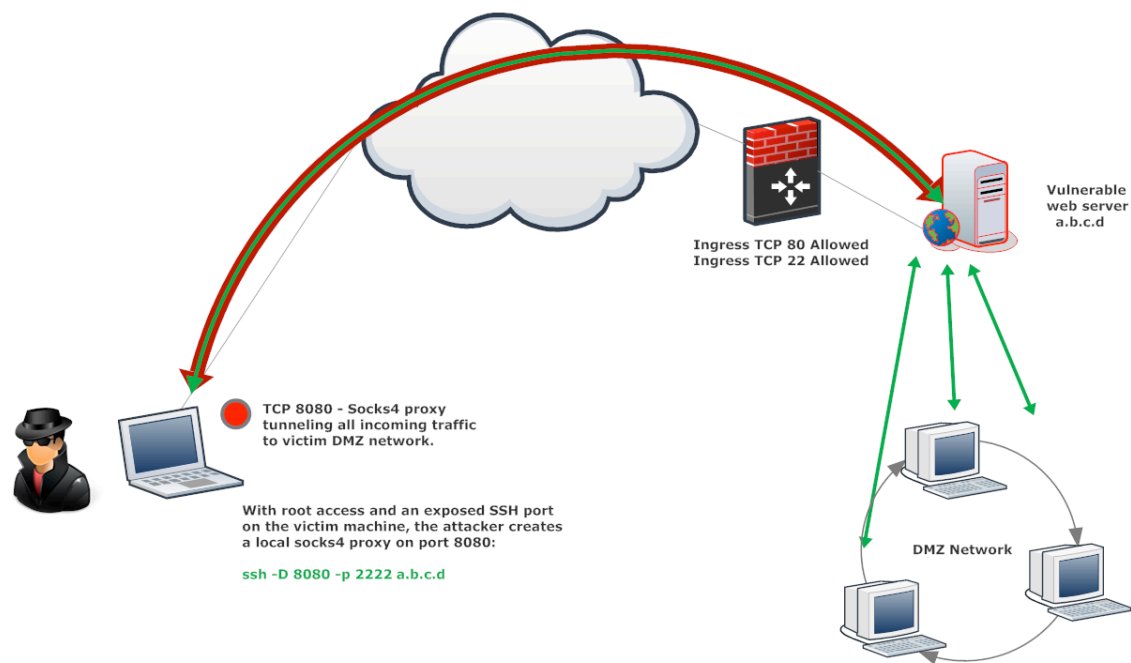 Vulnerable
web server
a.b.c.d
Ingress TCP 80 Allowed
Ingress TCP 22 Allowed
TCP 8080 - Socks4 proxy
tunneling all incoming traffic
to victim DMZ network.
With root access and an exposed SSH port
on the victim machine, the attacker creates
a local socks4 proxy on port 8080:
ssh -D 8080 -p 2222 a.b.c.d
DMZ Network